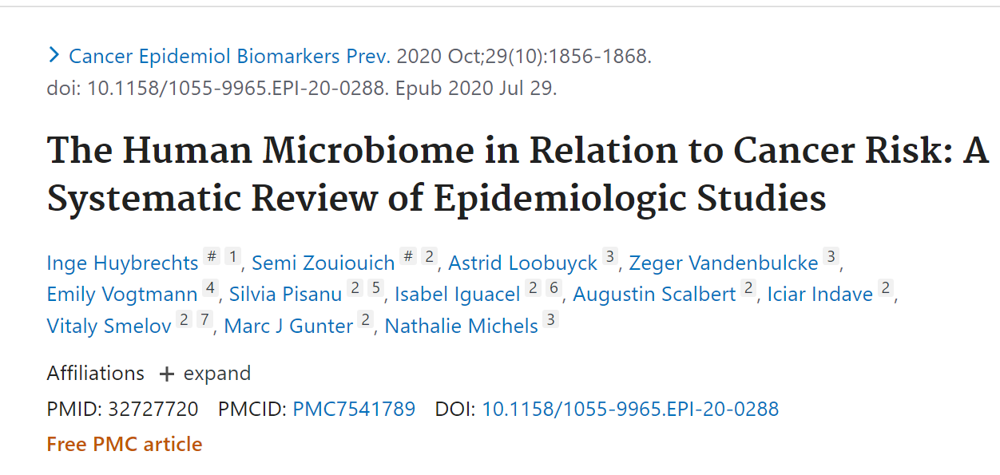 Cancer Epidemiol Biomarkers Prev. 2020 Oct;29(10):1856-1868.
doi: 10.1158/1055-9965.EPI-20-0288. Epub 2020 Jul 29.
The Human Microbiome in Relation to Cancer Risk: A
Systematic Review of Epidemiologic Studies
Inge Huybrechts # 1, Semi Zouiouich # 2, Astrid Loobuyck 3, Zeger Vandenbulcke 3,
Emily Vogtmann 4, Silvia Pisanu 2 5, Isabel Iguacel 2 6, Augustin Scalbert 2, Iciar Indave 2,
Vitaly Smelov 2 7, Marc J Gunter 2, Nathalie Michels 3
Affiliations + expand
PMID: 32727720 PMCID: PMC7541789 DOI: 10.1158/1055-9965.EPI-20-0288
Free PMC article